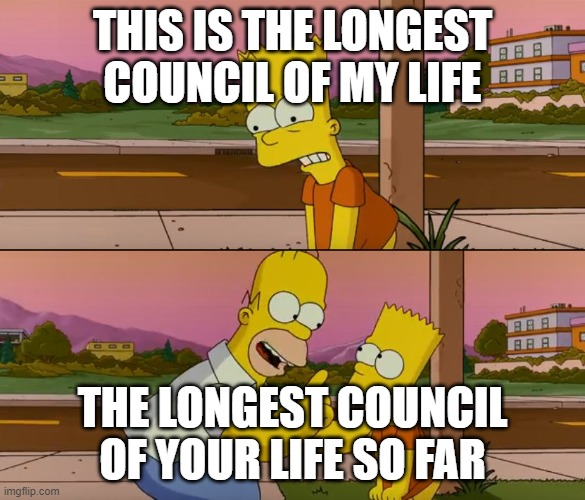 THIS IS THE LONGEST
COUNCIL OF MY LIFE
THE LONGEST COUNCIL
OF YOUR LIFE SO FAR
imgflip.com